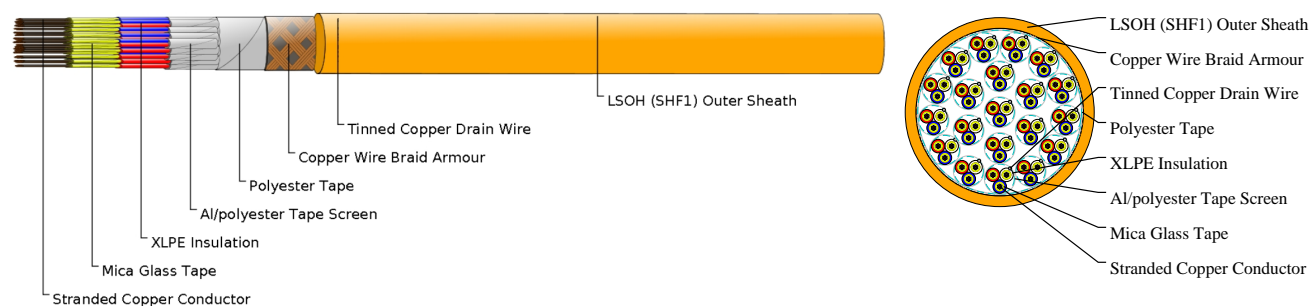 LSOH (SHF1) Outer Sheath
Tinned Copper Drain Wire
Copper Wire Braid Armour
Polyester Tape
Al/polyester Tape Screen
XLPE Insulation
Mica Glass Tape
Stranded Copper Conductor
LSOH (SHF1) Outer Sheath
Copper Wire Braid Armour
Tinned Copper Drain Wire
Polyester Tape
XLPE Insulation
Al/polyester Tape Screen
Mica Glass Tape
Stranded Copper Conductor